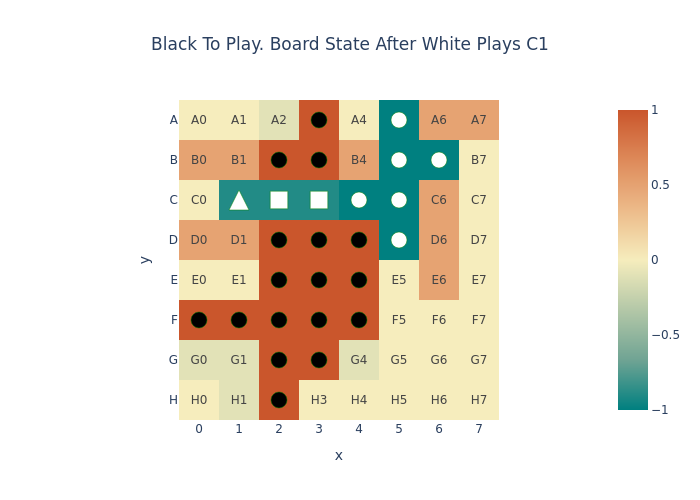 Black To Play. Board State After White Plays C1
A A0 A1 A2 A4 A6 A7
B B0 B1 B4 B7
C C0 C6 C7
D D0 D1 D6 D7
E E0 E1 E5 E6 E7
F F5 F6 F7
G G0 G1 G4 G5 G6 G7
H H0 H1 H3 H4 H5 H6 H7
0 1 2 3 4 5 6 7
x
y
1
0.5
0
−0.5
−1